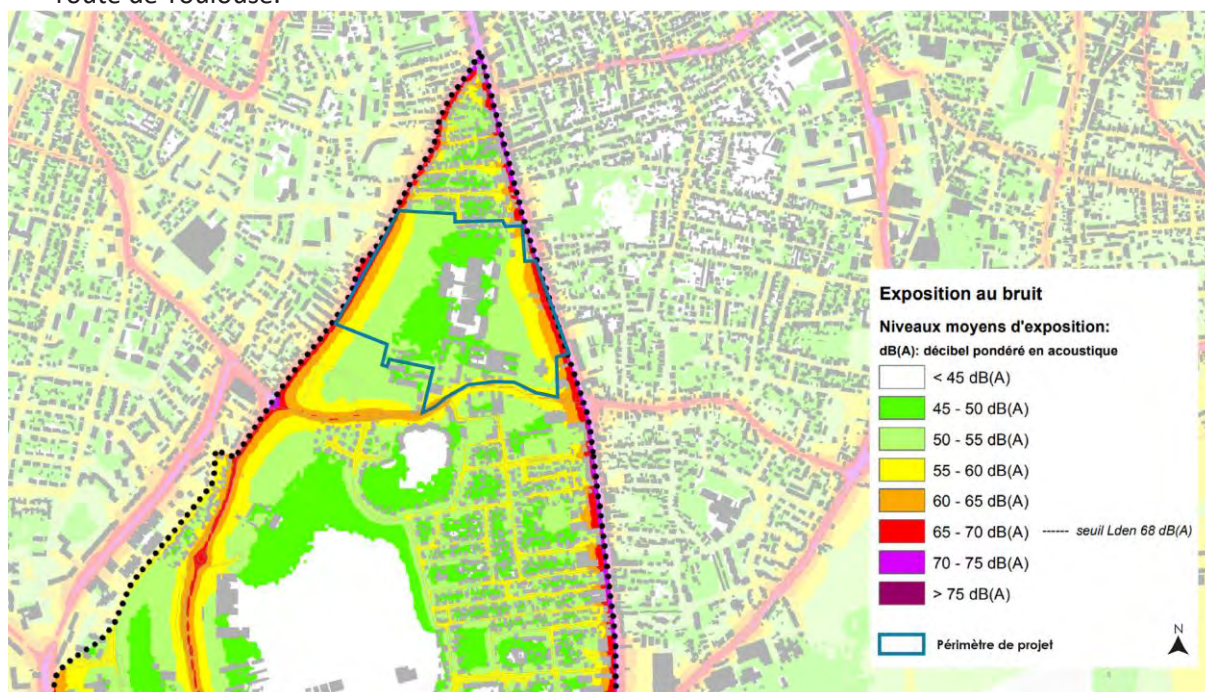 route de Toulouse.
Exposition au bruit
Niveaux moyens d'exposition:
dB(A): décibel pondéré en acoustique
< 45 dB(A)
45 - 50 dB(A)
50 - 55 dB(A)
55 - 60 dB(A)
60 - 65 dB(A)
65 - 70 dB(A) ----- seuil Lden 68 dB(A)
70 - 75 dB(A)
> 75 dB(A)
Périmètre de projet
N